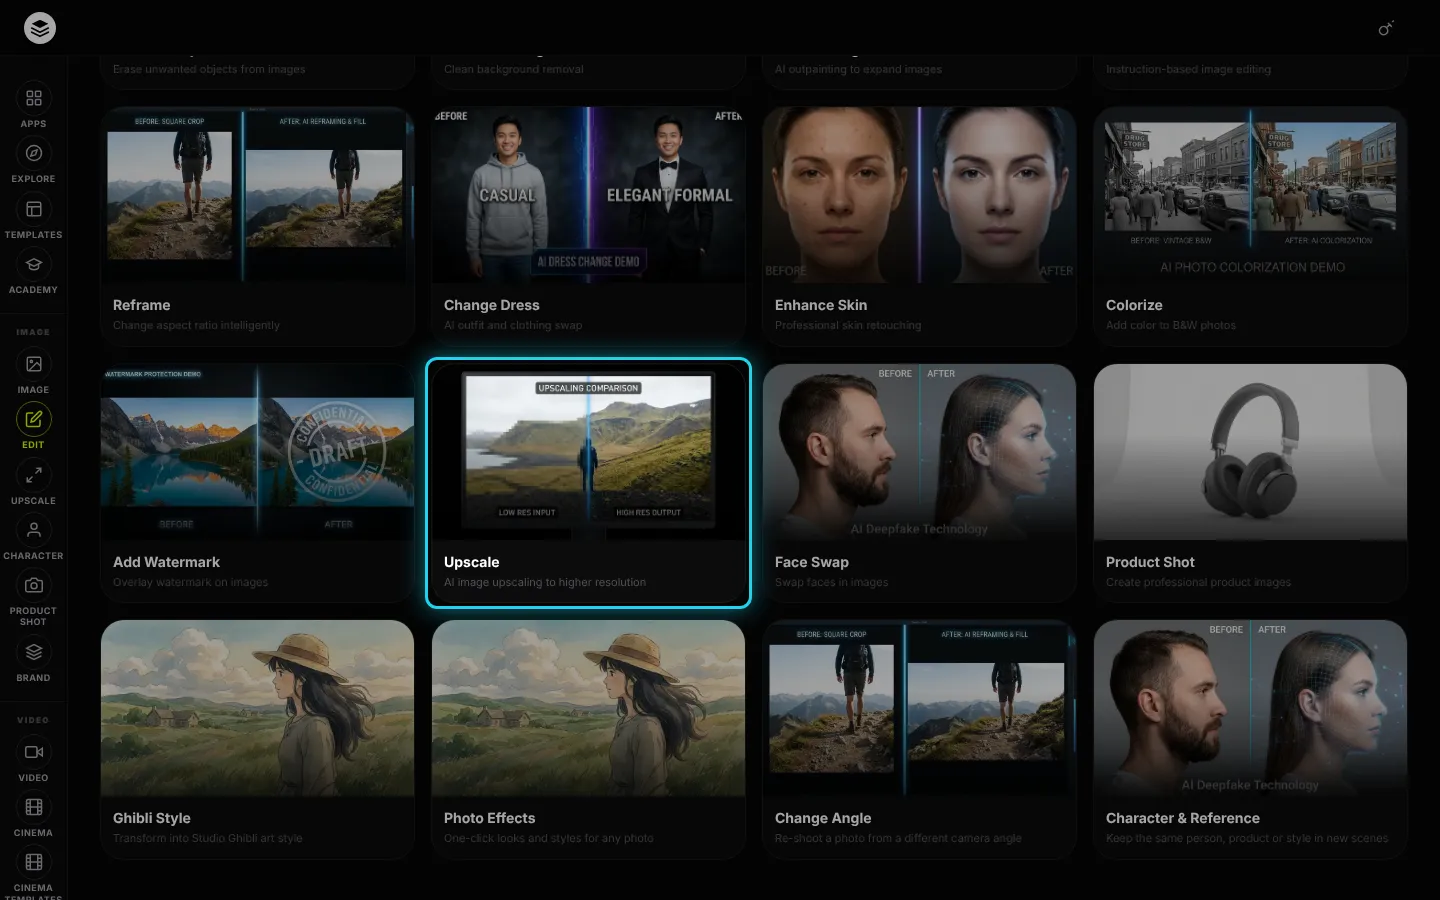 Erase unwanted objects from images
Clean background removal
AI outpainting to expand images
Instruction-based image editing
APPS
EXPLORE
TEMPLATES
ACADEMY
IMAGE
IMAGE
EDIT
UPSCALE
CHARACTER
PRODUCT
SHOT
BRAND
VIDEO
VIDEO
CINEMA
CINEMA
TEMPLATES
BEFORE: SQUARE CROP
AFTER: AI REFRAMING & FILL
Reframe
Change aspect ratio intelligently
BEFORE
AFTER
CASUAL
ELEGANT FORMAL
AI DRESS CHANGE DEMO
Change Dress
AI outfit and clothing swap
BEFORE
AFTER
Enhance Skin
Professional skin retouching
DRUG
STORE
DRUG
STORE
BEFORE: VINTAGE B&W
AFTER: AI COLORIZATION
AI PHOTO COLORIZATION DEMO
Colorize
Add color to B&W photos
WATERMARK PROTECTION DEMO
CONFIDENTIAL
DRAFT
CONFIDENTIAL
BEFORE
AFTER
Add Watermark
Overlay watermark on images
UPSCALING COMPARISON
LOW RES INPUT
HIGH RES OUTPUT
Upscale
AI image upscaling to higher resolution
BEFORE
AFTER
AI Deepfake Technology
Face Swap
Swap faces in images
Product Shot
Create professional product images
Ghibli Style
Transform into Studio Ghibli art style
Photo Effects
One-click looks and styles for any photo
BEFORE: SQUARE CROP
AFTER: AI REFRAMING & FILL
Change Angle
Re-shoot a photo from a different camera angle
BEFORE
AFTER
AI Deepfake Technology
Character & Reference
Keep the same person, product or style in new scenes